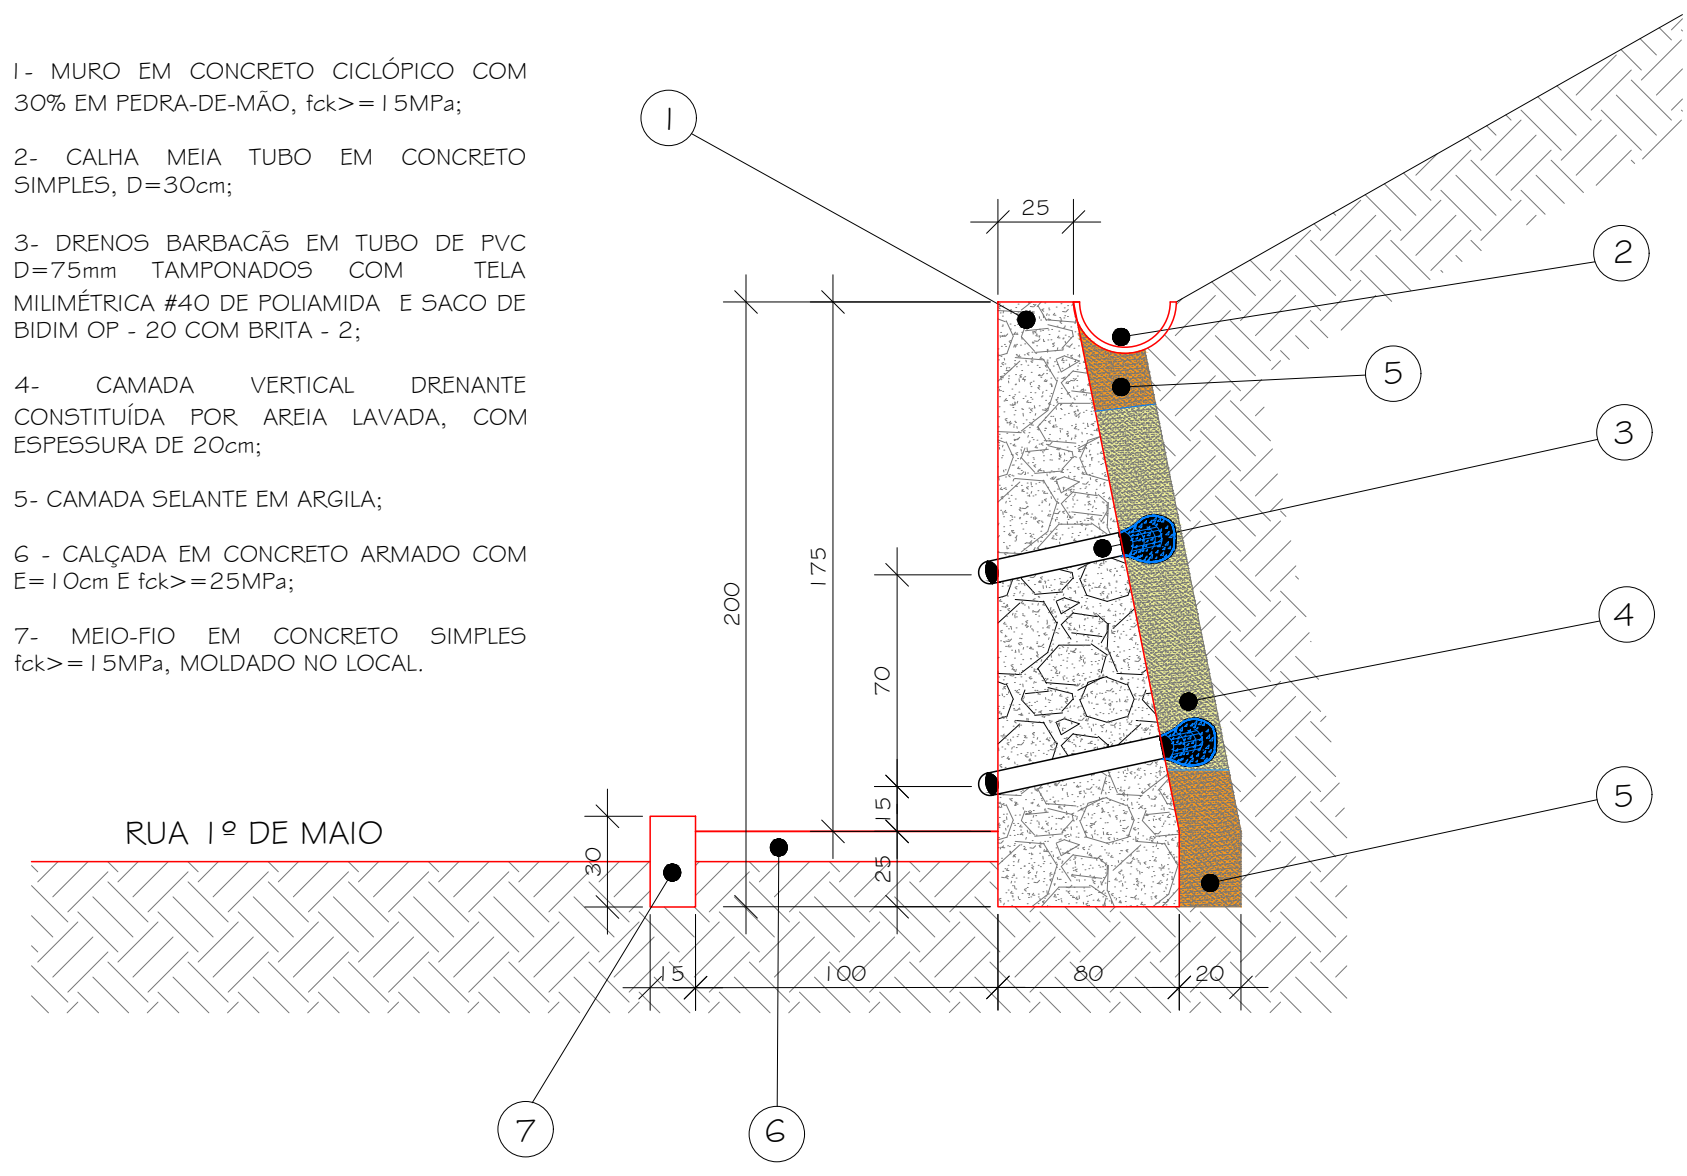 1- MURO EM CONCRETO CICLÓPICO COM
30% EM PEDRA-DE-MÃO, fck>=15MPa;
2- CALHA MEIA TUBO EM CONCRETO
SIMPLES, D=30cm;
3- DRENOS BARBACÃS EM TUBO DE PVC
D=75mm TAMPONADOS COM TELA
MILIMÉTRICA #40 DE POLIAMIDA E SACO DE
BIDIM OP - 20 COM BRITA - 2;
4- CAMADA VERTICAL DRENANTE
CONSTITUÍDA POR AREIA LAVADA, COM
ESPESSURA DE 20cm;
5- CAMADA SELANTE EM ARGILA;
6 - CALÇADA EM CONCRETO ARMADO COM
E=10cm E fck>=25MPa;
7- MEIO-FIO EM CONCRETO SIMPLES
fck>=15MPa, MOLDADO NO LOCAL.
1
25
2
5
3
175
200
4
70
15
5
RUA 1º DE MAIO
30
25
15
100
80
20
7
6